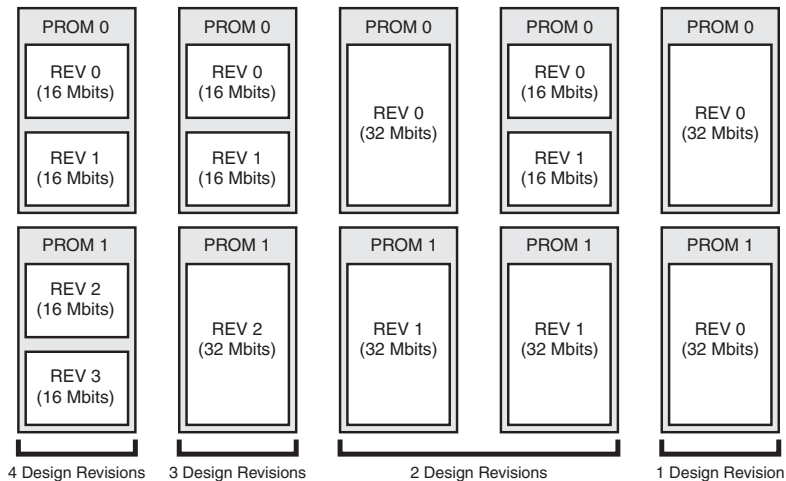 PROM 0
REV 0
(16 Mbits)
REV 1
(16 Mbits)
PROM 0
REV 0
(16 Mbits)
REV 1
(16 Mbits)
PROM 0
REV 0
(32 Mbits)
PROM 0
REV 0
(16 Mbits)
REV 1
(16 Mbits)
PROM 0
REV 0
(32 Mbits)
PROM 1
REV 2
(16 Mbits)
REV 3
(16 Mbits)
PROM 1
REV 2
(32 Mbits)
PROM 1
REV 1
(32 Mbits)
PROM 1
REV 1
(32 Mbits)
PROM 1
REV 0
(32 Mbits)
4 Design Revisions
3 Design Revisions
2 Design Revisions
1 Design Revision